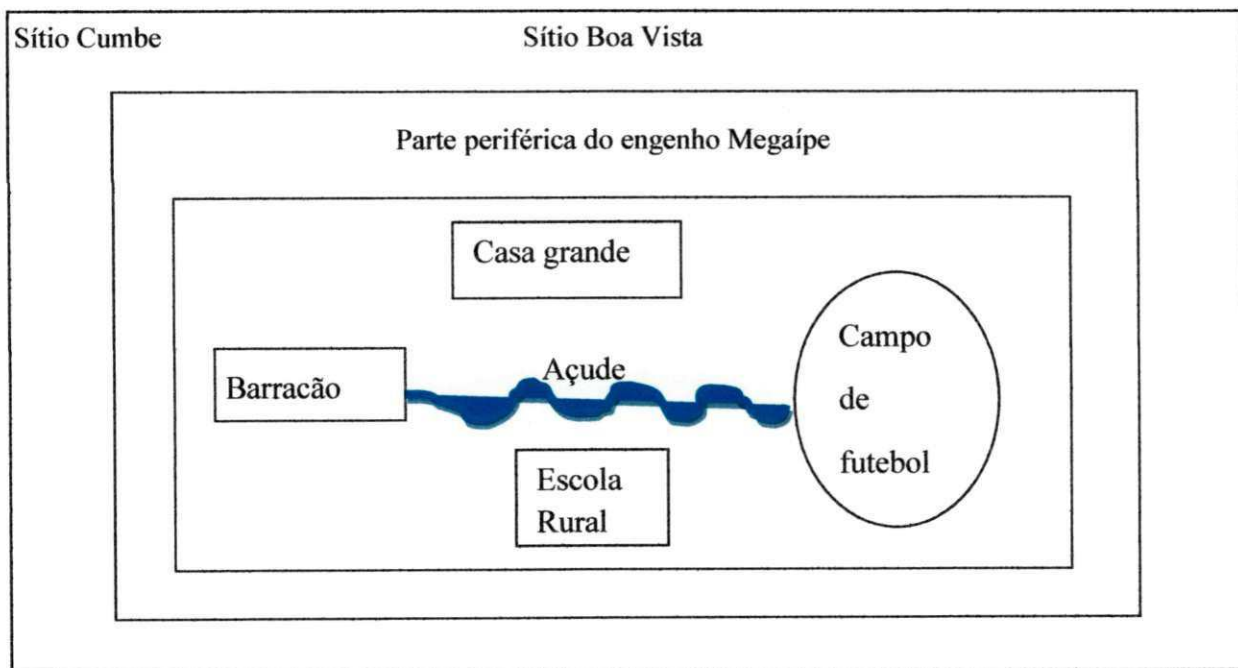 Sítio Cumbe
Sítio Boa Vista
Parte periférica do engenho Megaípe
Casa grande
Barracão
Açude
Campo
de
futebol
Escola
Rural